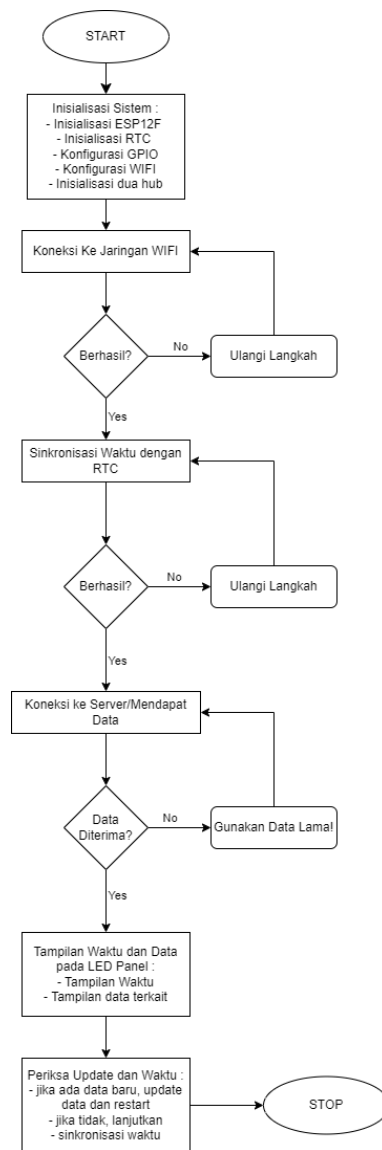 START
Inisialisasi Sistem :
- Inisialisasi ESP12F
- Inisialisasi RTC
- Konfigurasi GPIO
- Konfigurasi WIFI
- Inisialisasi dua hub
Koneksi Ke Jaringan WIFI
Berhasil?
No
Ulangi Langkah
Yes
Sinkronisasi Waktu dengan
RTC
Berhasil?
No
Ulangi Langkah
Yes
Koneksi ke Server/Mendapat
Data
Data
Diterima?
No
Gunakan Data Lama!
Yes
Tampilan Waktu dan Data
pada LED Panel :
- Tampilan Waktu
- Tampilan data terkait
Periksa Update dan Waktu :
- jika ada data baru, update
data dan restart
- jika tidak, lanjutkan
- sinkronisasi waktu
STOP